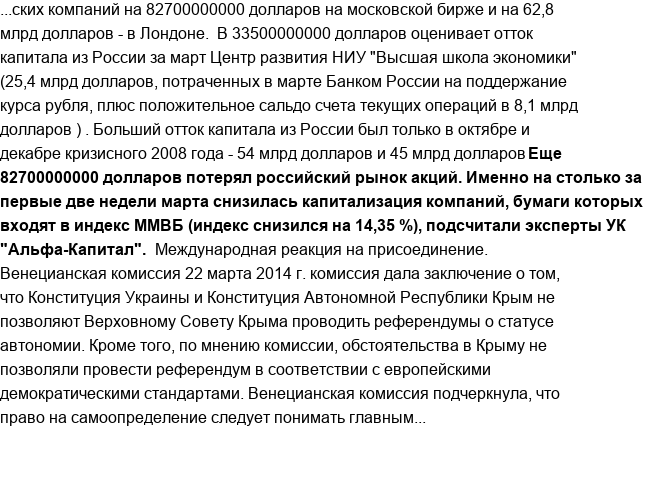 ...ских компаний на 82700000000 долларов на московской бирже и на 62,8
млрд долларов - в Лондоне.  В 33500000000 долларов оценивает отток
капитала из России за март Центр развития НИУ "Высшая школа экономики"
(25,4 млрд долларов, потраченных в марте Банком России на поддержание
курса рубля, плюс положительное сальдо счета текущих операций в 8,1 млрд
долларов ) . Больший отток капитала из России был только в октябре и
декабре кризисного 2008 года - 54 млрд долларов и 45 млрд долларов Еще
82700000000 долларов потерял российский рынок акций. Именно на столько за
первые две недели марта снизилась капитализация компаний, бумаги которых
входят в индекс ММВБ (индекс снизился на 14,35 %), подсчитали эксперты УК
"Альфа-Капитал".  Международная реакция на присоединение.
Венецианская комиссия 22 марта 2014 г. комиссия дала заключение о том,
что Конституция Украины и Конституция Автономной Республики Крым не
позволяют Верховному Совету Крыма проводить референдумы о статусе
автономии. Кроме того, по мнению комиссии, обстоятельства в Крыму не
позволяли провести референдум в соответствии с европейскими
демократическими стандартами. Венецианская комиссия подчеркнула, что
право на самоопределение следует понимать главным...